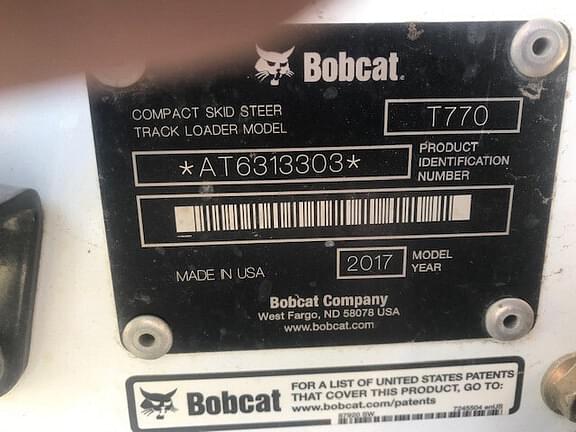 Bobcat®
COMPACT SKID STEER
TRACK LOADER MODEL
T770
*AT6313303*
PRODUCT
IDENTIFICATION
NUMBER
MADE IN USA
2017
MODEL
YEAR
Bobcat Company
West Fargo, ND 58078 USA
www.bobcat.com
Bobcat
FOR A LIST OF UNITED STATES PATENTS
THAT COVER THIS PRODUCT, GO TO:
www.bobcat.com/patents
7245504 enUS